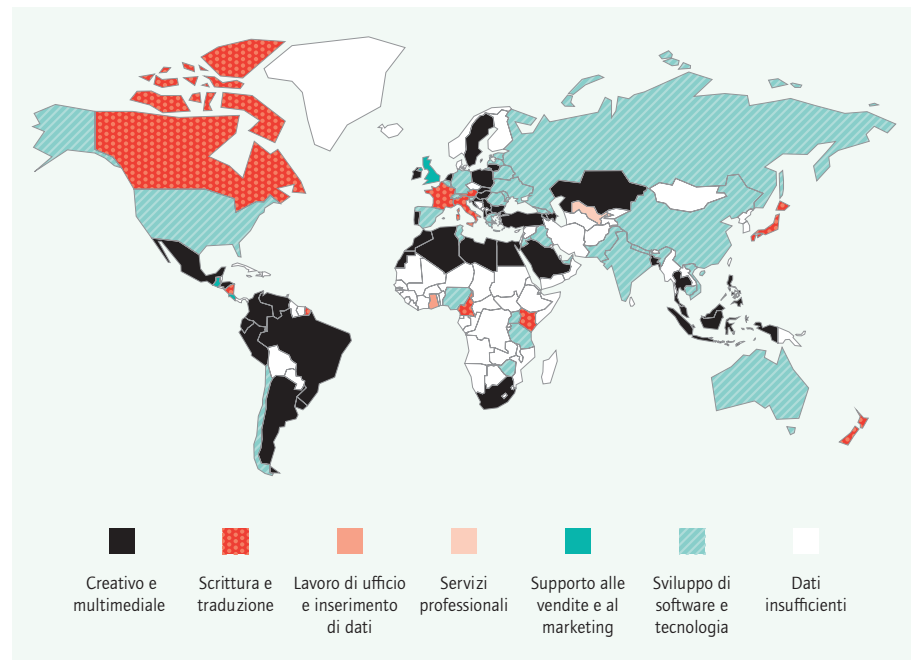 Creativo e
multimediale
Scrittura e
traduzione
Lavoro di ufficio
e inserimento
di dati
Servizi
professionali
Supporto alle
vendite e al
marketing
Sviluppo di
software e
tecnologia
Dati
insufficienti